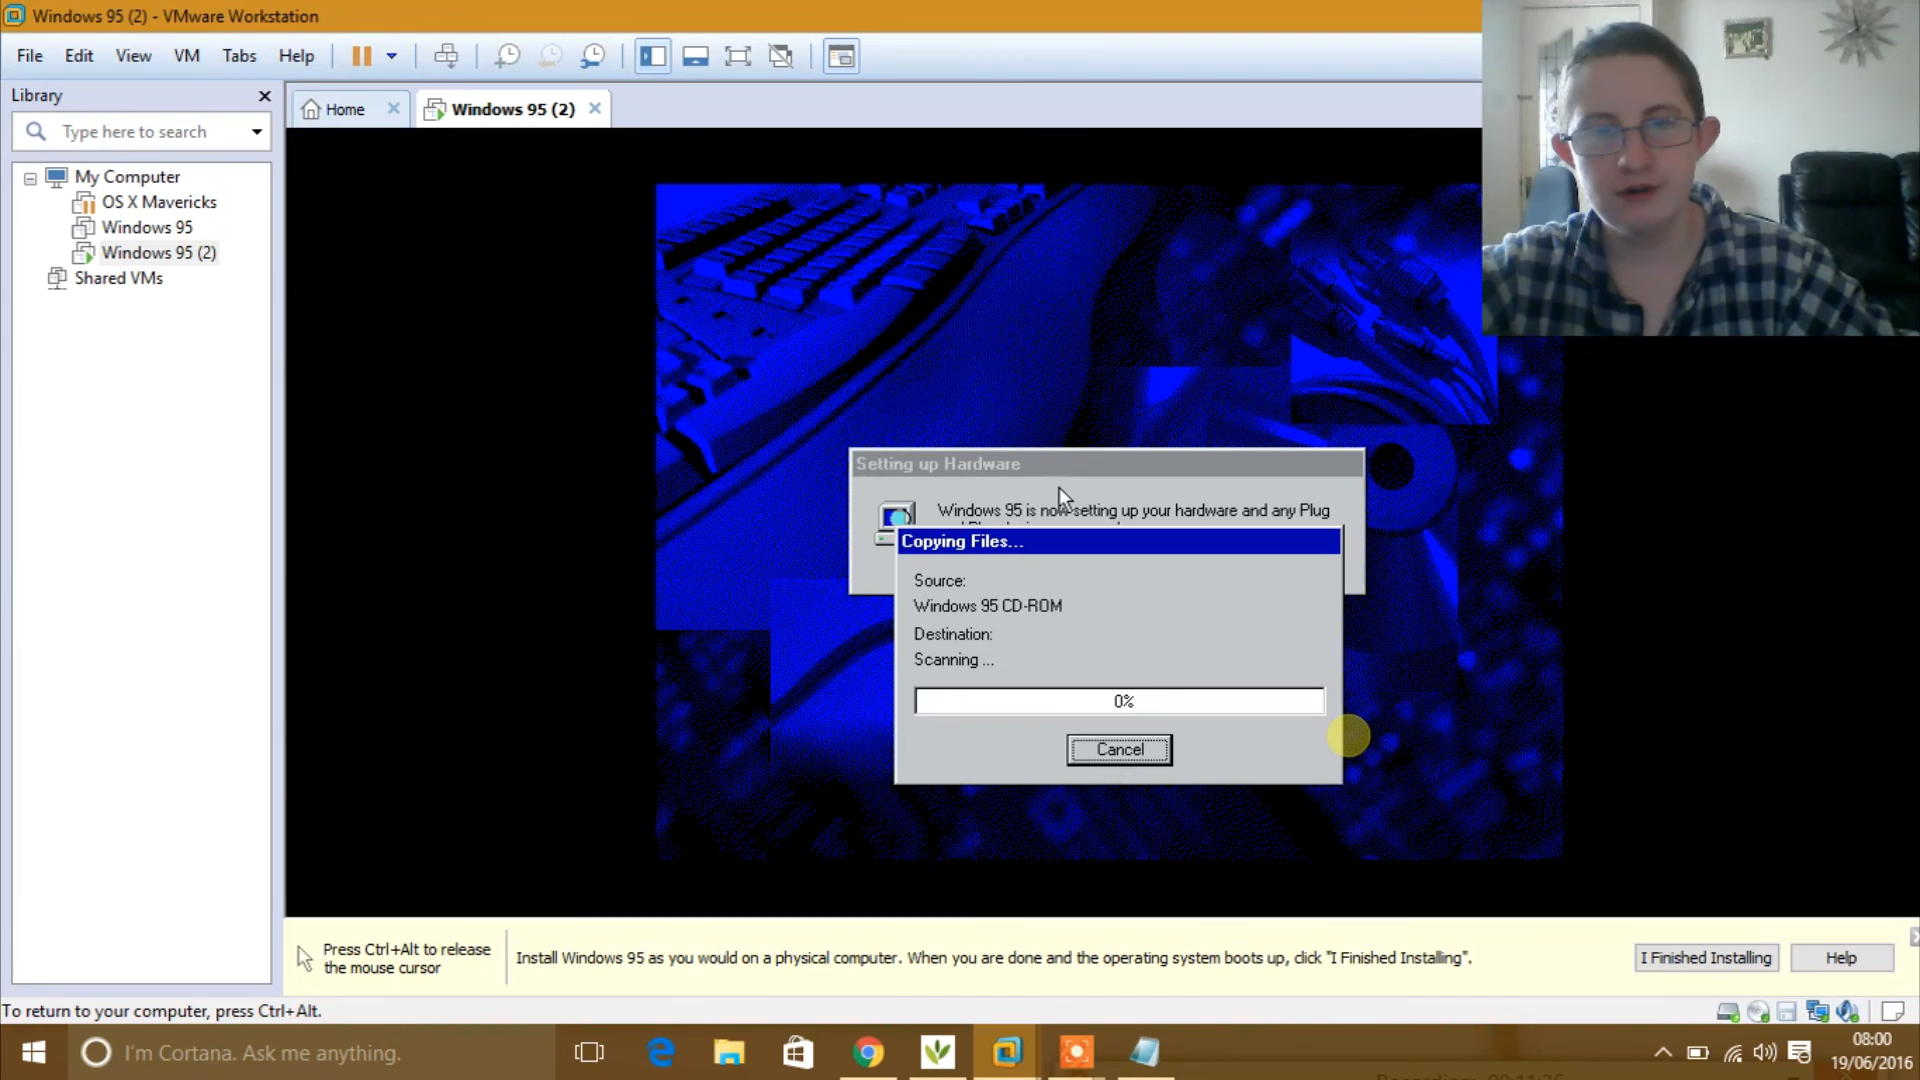 Windows 95 (2) - VMware Workstation
File Edit View VM Tabs Help
Library
Home
Windows 95 (2)
Type here to search
My Computer
OS X Mavericks
Windows 95
Windows 95 (2)
Shared VMs
Setting up Hardware
Windows 95 is now setting up your hardware and any Plug
Copying Files...
Source:
Windows 95 CD-ROM
Destination:
Scanning ...
0%
Cancel
Press Ctrl+Alt to release
the mouse cursor
Install Windows 95 as you would on a physical computer. When you are done and the operating system boots up, click "I Finished Installing".
I Finished Installing
Help
To return to your computer, press Ctrl+Alt.
I'm Cortana. Ask me anything.
08:00
19/06/2016